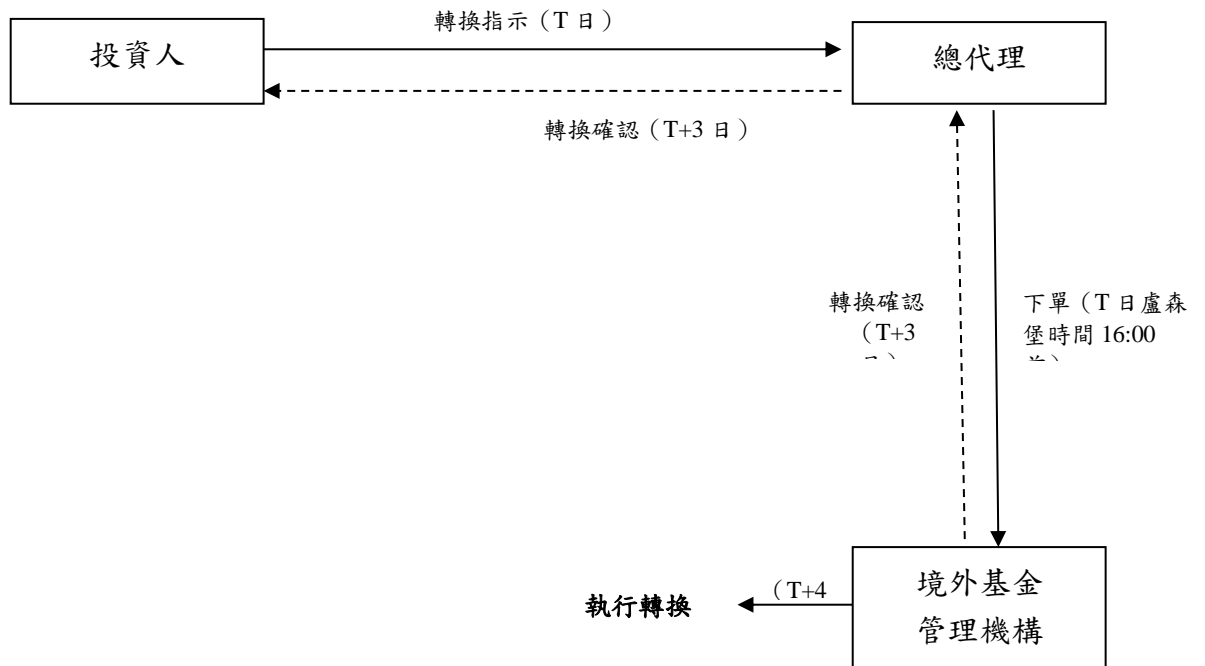 轉換指示（T 日）
投資人
總代理
轉換確認（T+3 日）
轉換確認
（T+3
下單（T 日盧森
堡時間 16:00
執行轉換
（T+4
境外基金
管理機構